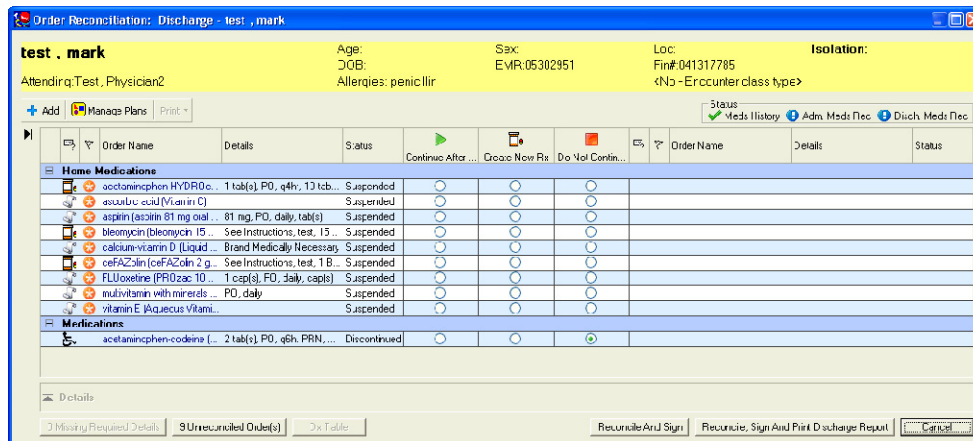 Order Reconciliation: Discharge - test , mark
test , mark Age: Sex: Loc: Isolation:
DOB: EMR:05302951 Fin#:041317785
Attending:Test, Physician2 Allergies: penicillin <No - Encounter class type>
Add Manage Plans Print
Status
Meds History Adm. Meds Rec Disch. Meds Rec
Order Name Details Status Continue After ... Create New Rx Do Not Contin... Order Name Details Status
Home Medications
acetaminophen-HYDROc... 1 tab(s), PO, q4hr, 10 tab... Suspended
ascorbic acid (Vitamin C) Suspended
aspirin (aspirin 81 mg oral ... 81 mg, PO, daily, tab(s) Suspended
bleomycin (bleomycin 15 ... See Instructions, test, 15 ... Suspended
calcium-vitamin D (Liquid ... Brand Medically Necessary, Suspended
ceFAZolin (ceFAZolin 2 g... See Instructions, test, 1 B... Suspended
FLUoxetine (PROzac 10 ... 1 cap(s), PO, daily, cap(s) Suspended
multivitamin with minerals ... PO, daily Suspended
vitamin E (Aqueous Vitami... Suspended
Medications
acetaminophen-codeine (... 2 tab(s), PO, q6h, PRN, ... Discontinued
Details
0 Missing Required Details 9 Unreconciled Order(s) Dx Table Reconcile And Sign Reconcile, Sign And Print Discharge Report Cancel